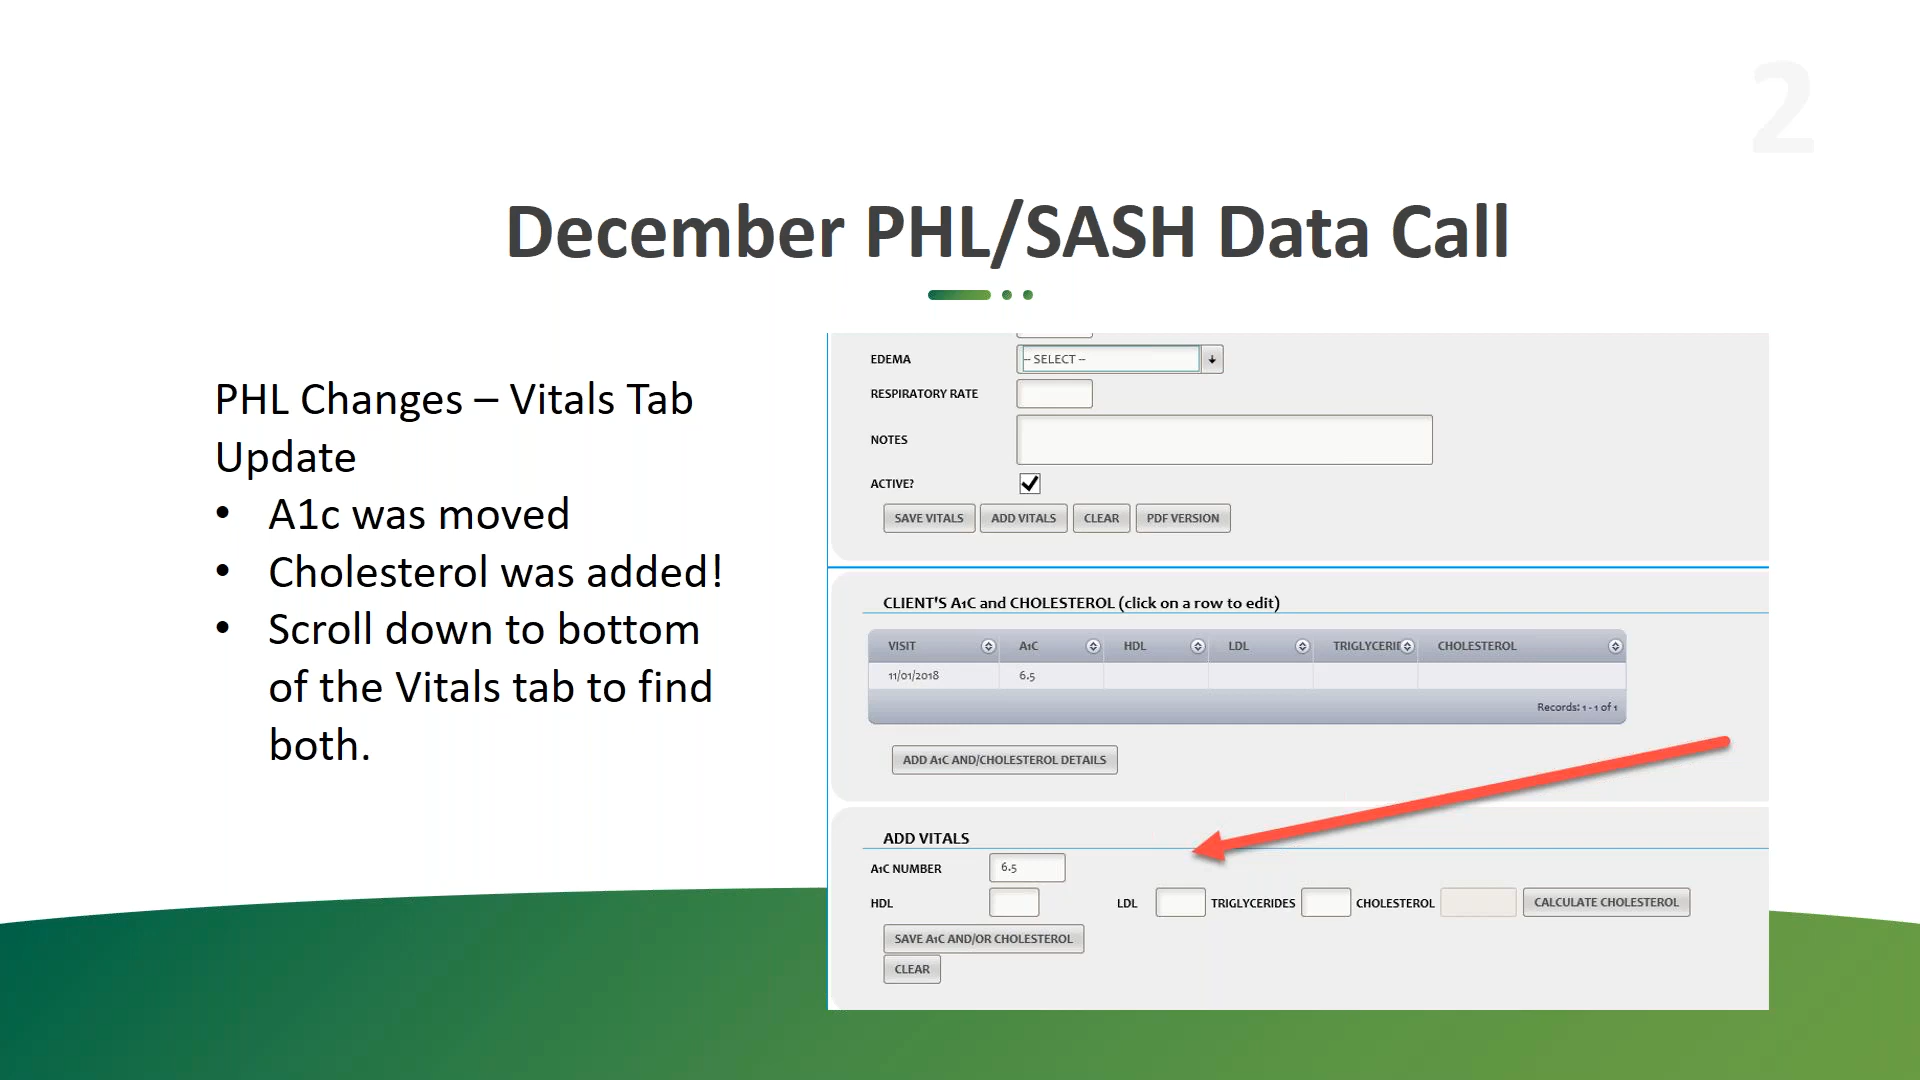 2
December PHL/SASH Data Call
PHL Changes – Vitals Tab
Update
• A1c was moved
• Cholesterol was added!
• Scroll down to bottom
of the Vitals tab to find
both.
EDEMA -- SELECT --
RESPIRATORY RATE
NOTES
ACTIVE?
SAVE VITALS ADD VITALS CLEAR PDF VERSION
CLIENT'S A1C and CHOLESTEROL (click on a row to edit)
VISIT A1C HDL LDL TRIGLYCERIE CHOLESTEROL
11/01/2018 6.5
Records: 1 - 1 of 1
ADD A1C AND/CHOLESTEROL DETAILS
ADD VITALS
A1C NUMBER 6.5
HDL LDL TRIGLYCERIDES CHOLESTEROL CALCULATE CHOLESTEROL
SAVE A1C AND/OR CHOLESTEROL
CLEAR